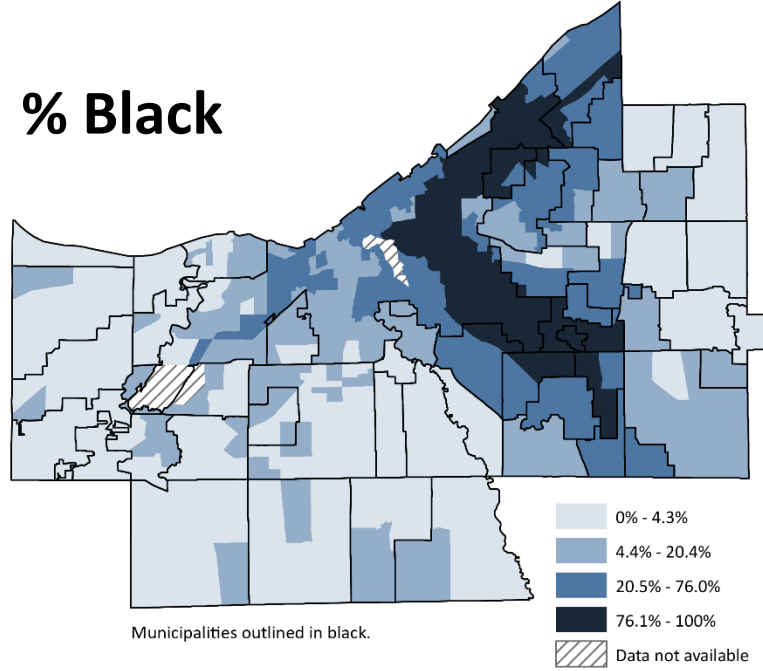 % Black
0% - 4.3%
4.4% - 20.4%
20.5% - 76.0%
76.1% - 100%
Data not available
Municipalities outlined in black.